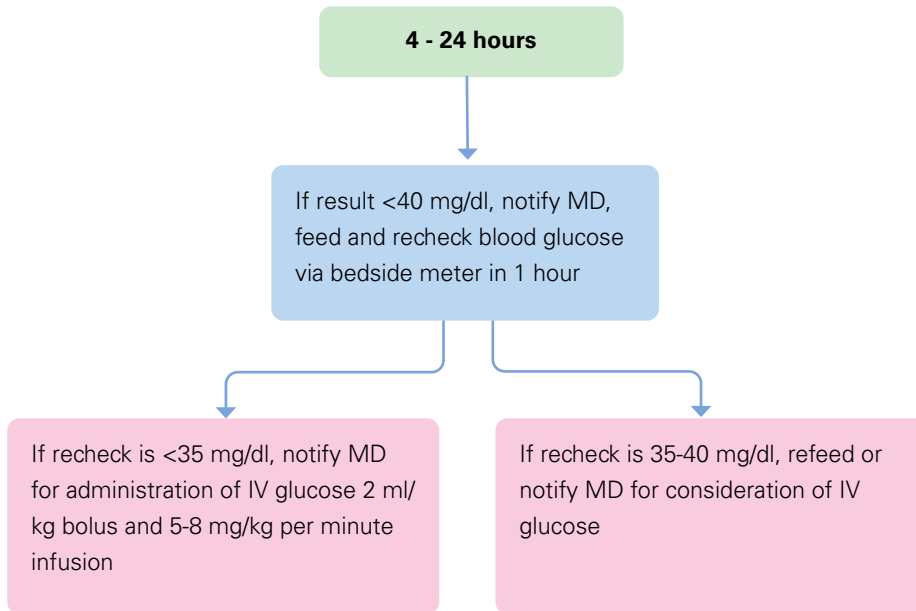 4 - 24 hours
If result <40 mg/dl, notify MD,
feed and recheck blood glucose
via bedside meter in 1 hour
If recheck is <35 mg/dl, notify MD
for administration of IV glucose 2 ml/
kg bolus and 5-8 mg/kg per minute
infusion
If recheck is 35-40 mg/dl, refeed or
notify MD for consideration of IV
glucose